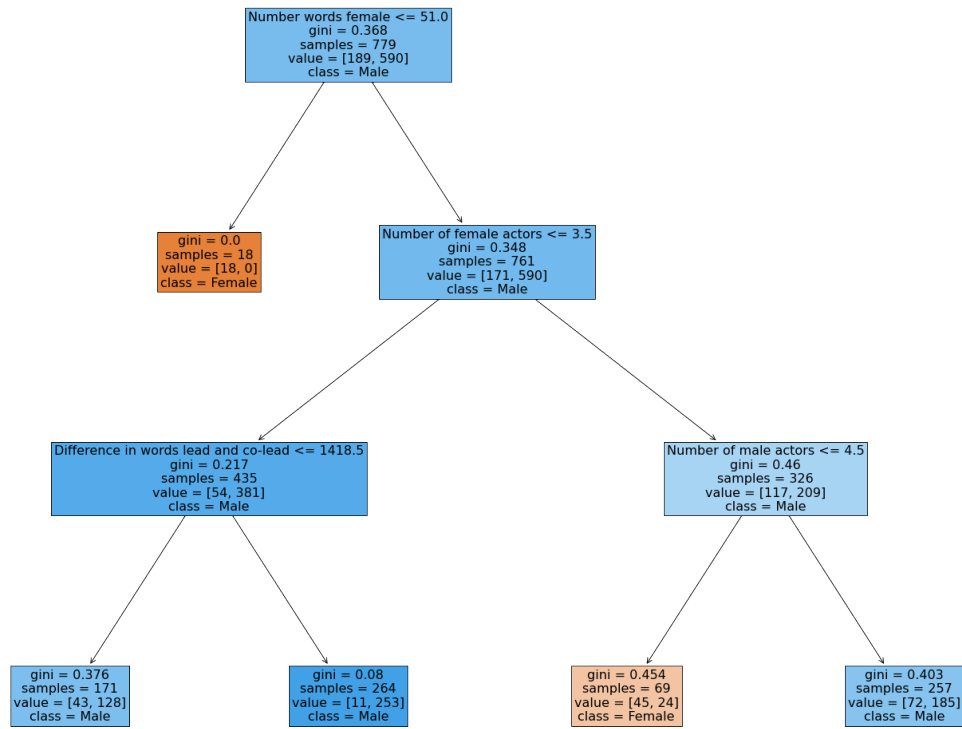 Number words female <= 51.0
gini = 0.368
samples = 779
value = [189, 590]
class = Male
gini = 0.0
samples = 18
value = [18, 0]
class = Female
Number of female actors <= 3.5
gini = 0.348
samples = 761
value = [171, 590]
class = Male
Difference in words lead and co-lead <= 1418.5
gini = 0.217
samples = 435
value = [54, 381]
class = Male
Number of male actors <= 4.5
gini = 0.46
samples = 326
value = [117, 209]
class = Male
gini = 0.376
samples = 171
value = [43, 128]
class = Male
gini = 0.08
samples = 264
value = [11, 253]
class = Male
gini = 0.454
samples = 69
value = [45, 24]
class = Female
gini = 0.403
samples = 257
value = [72, 185]
class = Male